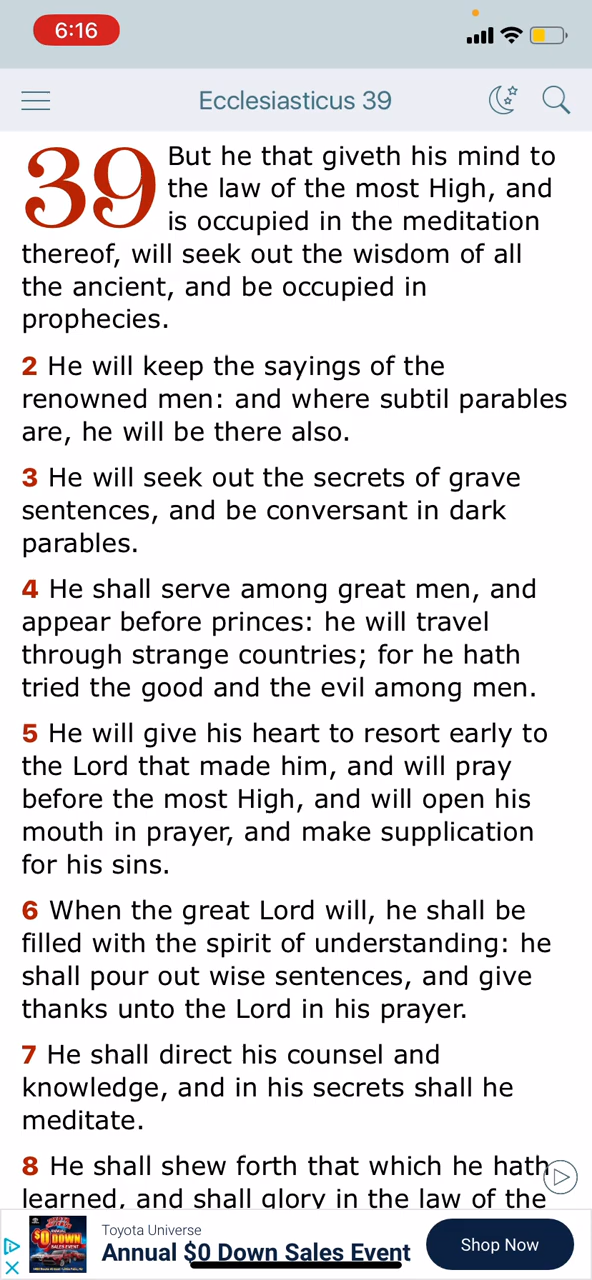 6:16
Ecclesiasticus 39
39 But he that giveth his mind to
the law of the most High, and
is occupied in the meditation
thereof, will seek out the wisdom of all
the ancient, and be occupied in
prophecies.
2 He will keep the sayings of the
renowned men: and where subtil parables
are, he will be there also.
3 He will seek out the secrets of grave
sentences, and be conversant in dark
parables.
4 He shall serve among great men, and
appear before princes: he will travel
through strange countries; for he hath
tried the good and the evil among men.
5 He will give his heart to resort early to
the Lord that made him, and will pray
before the most High, and will open his
mouth in prayer, and make supplication
for his sins.
6 When the great Lord will, he shall be
filled with the spirit of understanding: he
shall pour out wise sentences, and give
thanks unto the Lord in his prayer.
7 He shall direct his counsel and
knowledge, and in his secrets shall he
meditate.
8 He shall shew forth that which he hath
learned, and shall glory in the law of the
$0 DOWN
SALES EVENT
Toyota Universe
Annual $0 Down Sales Event
Shop Now